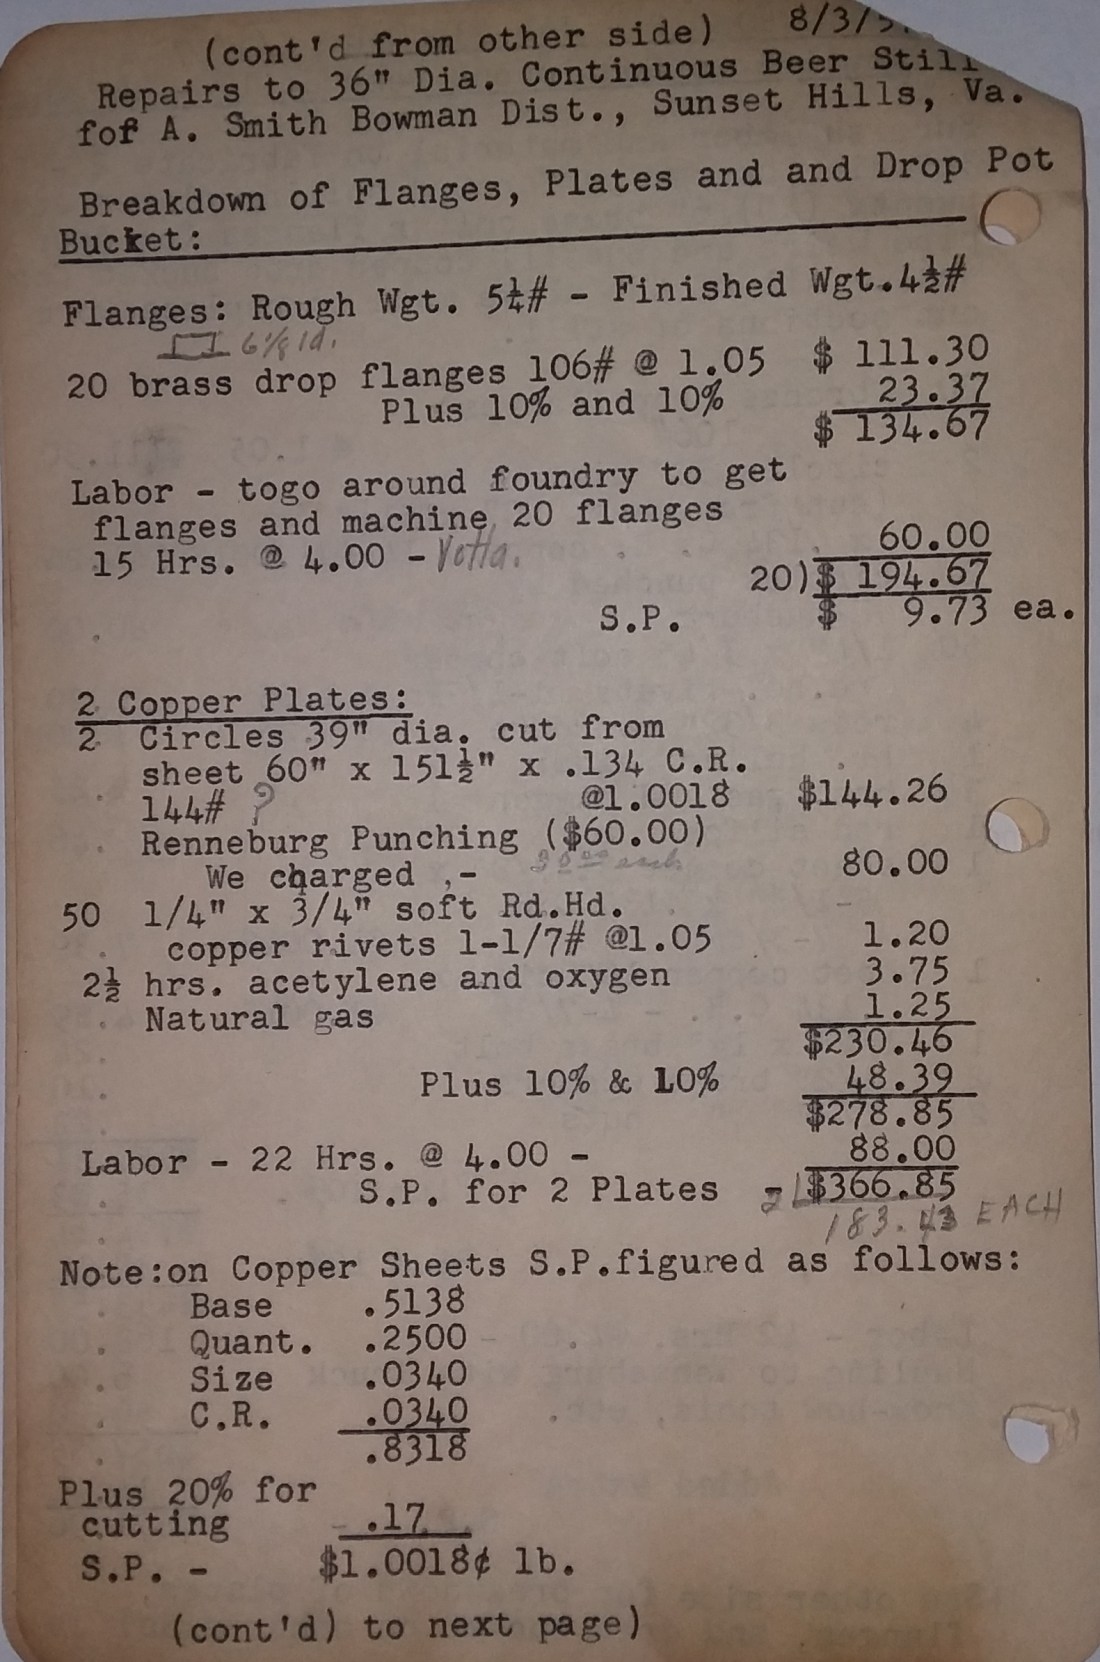 (cont'd from other side) 8/3/5
Repairs to 36" Dia. Continuous Beer Still
fof A. Smith Bowman Dist., Sunset Hills, Va.
Breakdown of Flanges, Plates and and Drop Pot
Bucket:
Flanges: Rough Wgt. 5¼# - Finished Wgt.4½#
6⅛ Id.
20 brass drop flanges 106# @ 1.05 $ 111.30
Plus 10% and 10% 23.37
$ 134.67
Labor - togo around foundry to get
flanges and machine 20 flanges
15 Hrs. @ 4.00 - Votta. 60.00
20)$ 194.67
S.P. $ 9.73 ea.
2 Copper Plates:
2 Circles 39" dia. cut from
sheet 60" x 151½" x .134 C.R.
144# ? @1.0018 $144.26
Renneburg Punching ($60.00)
30.00 each
We charged ,- 80.00
50 1/4" x 3/4" soft Rd.Hd.
copper rivets 1-1/7# @1.05 1.20
2½ hrs. acetylene and oxygen 3.75
Natural gas 1.25
$230.46
Plus 10% & 10% 48.39
$278.85
Labor - 22 Hrs. @ 4.00 - 88.00
S.P. for 2 Plates - 2)$366.85
183.43 EACH
Note:on Copper Sheets S.P.figured as follows:
Base .5138
Quant. .2500
Size .0340
C.R. .0340
.8318
Plus 20% for
cutting .17
S.P. - $1.0018¢ lb.
(cont'd) to next page)